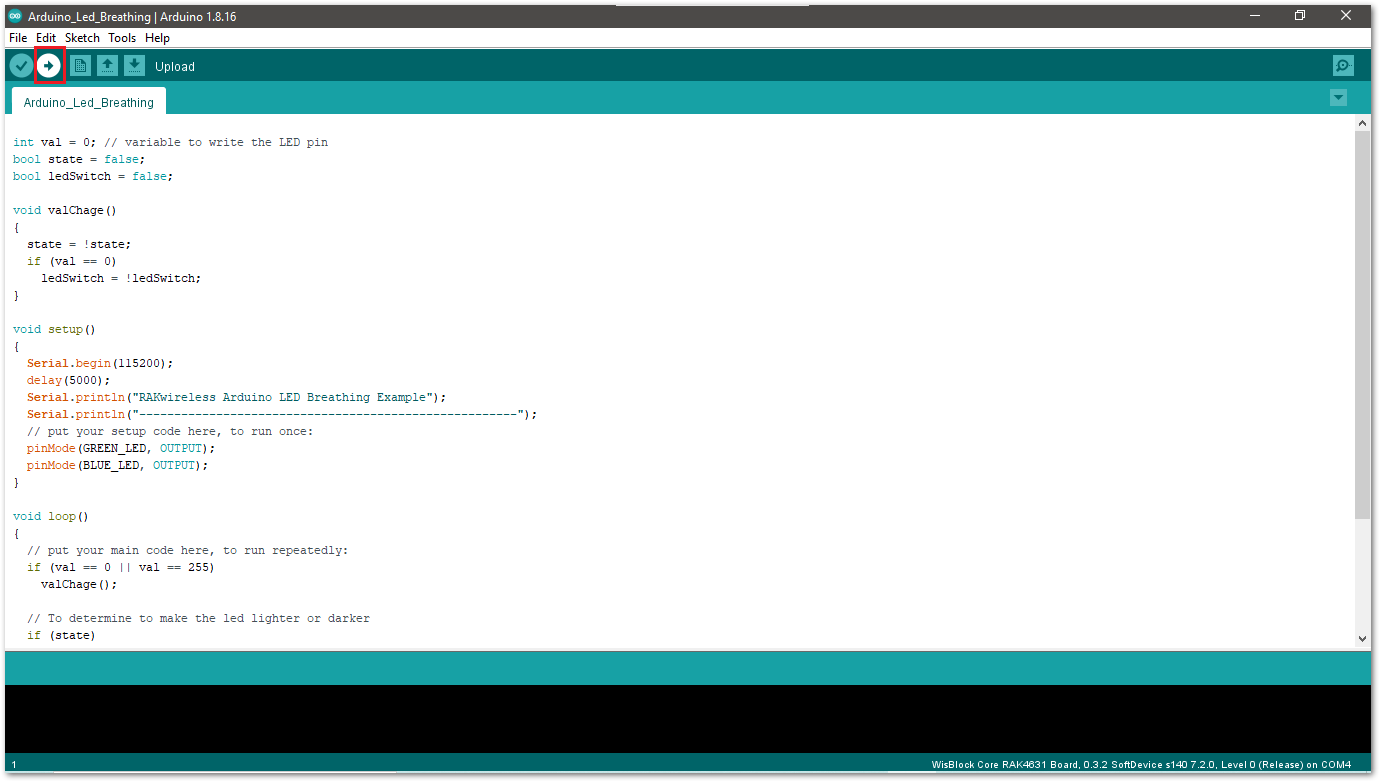 Arduino_Led_Breathing | Arduino 1.8.16
File Edit Sketch Tools Help
Upload
Arduino_Led_Breathing
int val = 0; // variable to write the LED pin
bool state = false;
bool ledSwitch = false;
void valChage()
{
state = !state;
if (val == 0)
ledSwitch = !ledSwitch;
}
void setup()
{
Serial.begin(115200);
delay(5000);
Serial.println("RAKwireless Arduino LED Breathing Example");
Serial.println("------------------------------------------------------");
// put your setup code here, to run once:
pinMode(GREEN_LED, OUTPUT);
pinMode(BLUE_LED, OUTPUT);
}
void loop()
{
// put your main code here, to run repeatedly:
if (val == 0 || val == 255)
valChage();
// To determine to make the led lighter or darker
if (state)
1 WisBlock Core RAK4631 Board, 0.3.2 SoftDevice s140 7.2.0, Level 0 (Release) on COM4